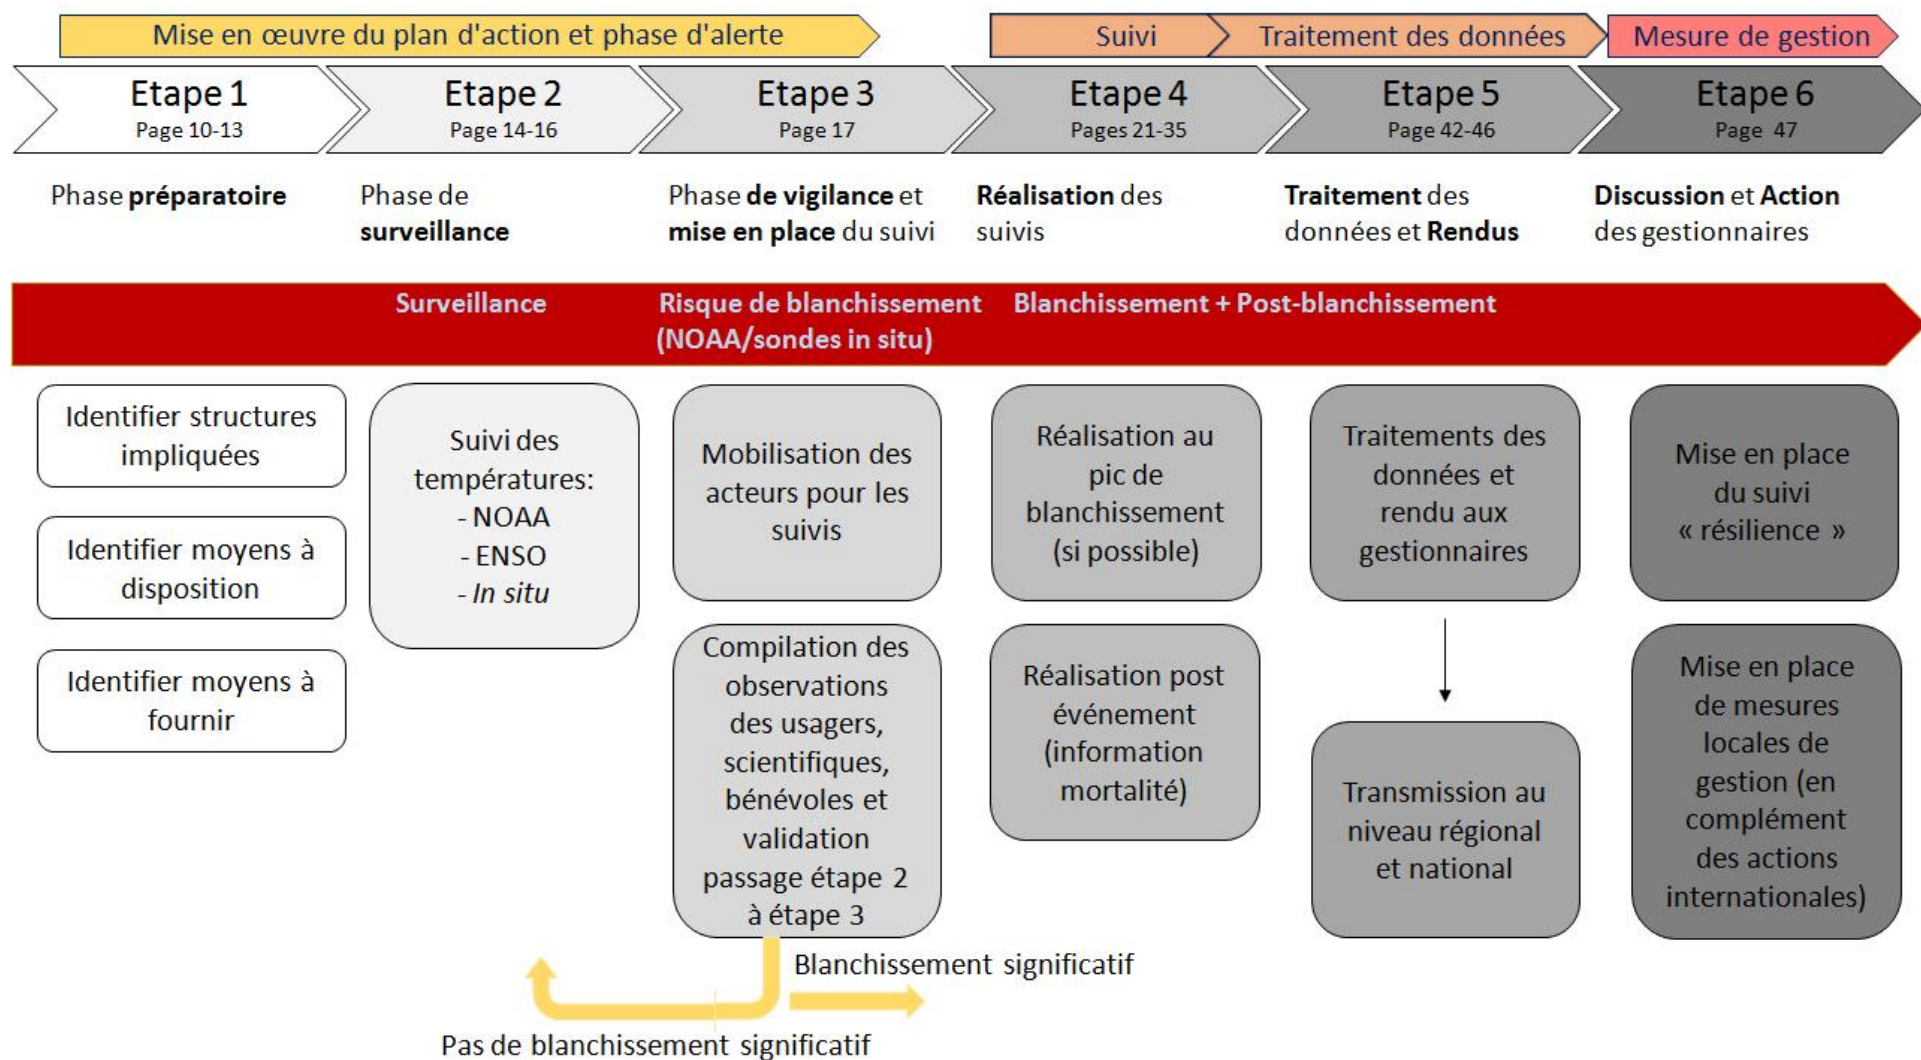 Mise en œuvre du plan d'action et phase d'alerte
Suivi
Traitement des données
Mesure de gestion
Etape 1
Page 10-13
Etape 2
Page 14-16
Etape 3
Page 17
Etape 4
Pages 21-35
Etape 5
Page 42-46
Etape 6
Page 47
Phase préparatoire
Phase de
surveillance
Phase de vigilance et
mise en place du suivi
Réalisation des
suivis
Traitement des
données et Rendus
Discussion et Action
des gestionnaires
Surveillance
Risque de blanchissement
(NOAA/sondes in situ)
Blanchissement + Post-blanchissement
Identifier structures
impliquées
Identifier moyens à
disposition
Identifier moyens à
fournir
Suivi des
températures:
- NOAA
- ENSO
- In situ
Mobilisation des
acteurs pour les
suivis
Compilation des
observations
des usagers,
scientifiques,
bénévoles et
validation
passage étape 2
à étape 3
Réalisation au
pic de
blanchissement
(si possible)
Réalisation post
événement
(information
mortalité)
Traitements des
données et
rendu aux
gestionnaires
Transmission au
niveau régional
et national
Mise en place
du suivi
« résilience »
Mise en place
de mesures
locales de
gestion (en
complément
des actions
internationales)
Blanchissement significatif
Pas de blanchissement significatif